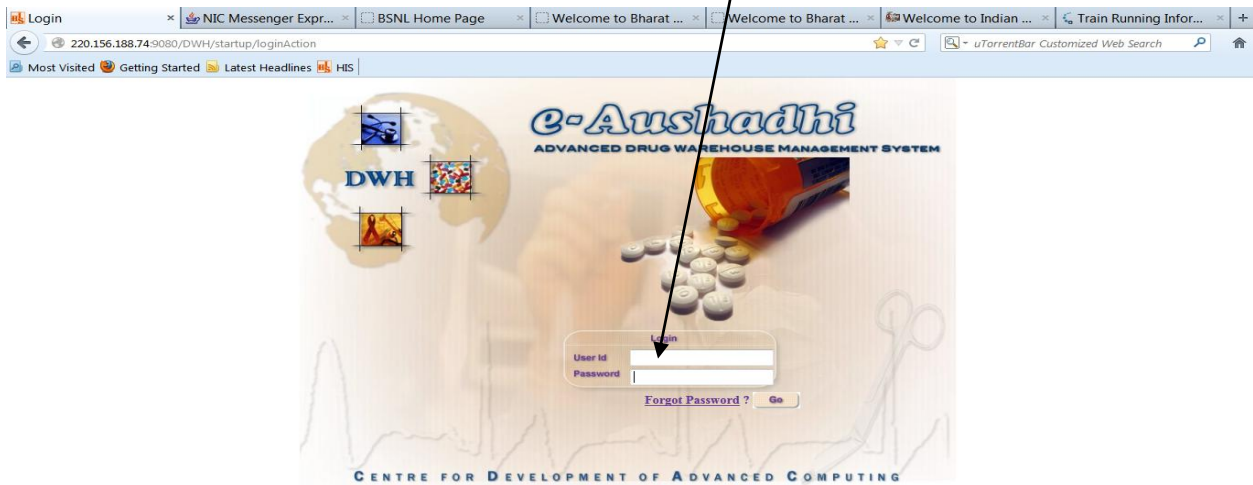 Login × NIC Messenger Expr... × BSNL Home Page × Welcome to Bharat ... × Welcome to Bharat ... × Welcome to Indian ... × Train Running Infor... × +
220.156.188.74:9080/DWH/startup/loginAction uTorrentBar Customized Web Search
Most Visited Getting Started Latest Headlines HIS
e-Aushadhi
ADVANCED DRUG WAREHOUSE MANAGEMENT SYSTEM
DWH
Login
User Id
Password
Forgot Password ? Go
CENTRE FOR DEVELOPMENT OF ADVANCED COMPUTING